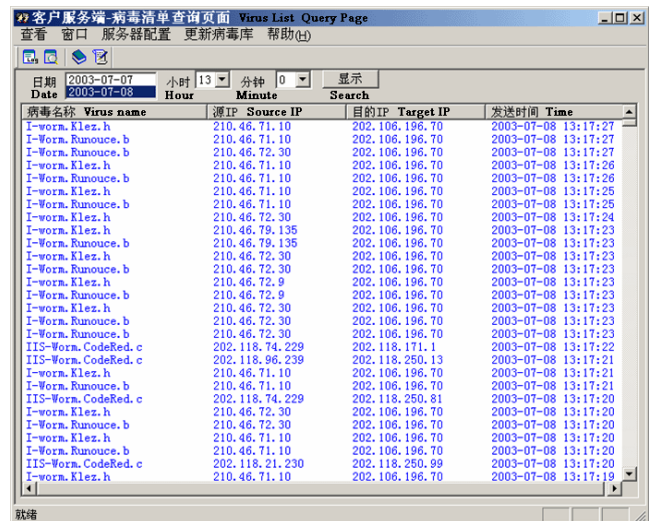 客户服务端-病毒清单查询页面 Virus List Query Page
查看 窗口 服务器配置 更新病毒库 帮助(H)
日期 2003-07-07 小时 13 分钟 0 显示
Date 2003-07-08 Hour Minute Search
病毒名称 Virus name 源IP Source IP 目的IP Target IP 发送时间 Time
I-worm.Klez.h 210.46.71.10 202.106.196.70 2003-07-08 13:17:27
I-Worm.Runouce.b 210.46.71.10 202.106.196.70 2003-07-08 13:17:27
I-Worm.Runouce.b 210.46.72.30 202.106.196.70 2003-07-08 13:17:27
I-worm.Klez.h 210.46.71.10 202.106.196.70 2003-07-08 13:17:26
I-Worm.Runouce.b 210.46.71.10 202.106.196.70 2003-07-08 13:17:26
I-worm.Klez.h 210.46.71.10 202.106.196.70 2003-07-08 13:17:25
I-Worm.Runouce.b 210.46.71.10 202.106.196.70 2003-07-08 13:17:25
I-worm.Klez.h 210.46.72.30 202.106.196.70 2003-07-08 13:17:24
I-worm.Klez.h 210.46.79.135 202.106.196.70 2003-07-08 13:17:23
I-Worm.Runouce.b 210.46.79.135 202.106.196.70 2003-07-08 13:17:23
I-worm.Klez.h 210.46.72.30 202.106.196.70 2003-07-08 13:17:23
I-Worm.Runouce.b 210.46.72.30 202.106.196.70 2003-07-08 13:17:23
I-worm.Klez.h 210.46.72.9 202.106.196.70 2003-07-08 13:17:23
I-Worm.Runouce.b 210.46.72.9 202.106.196.70 2003-07-08 13:17:23
I-worm.Klez.h 210.46.72.30 202.106.196.70 2003-07-08 13:17:23
I-Worm.Runouce.b 210.46.72.30 202.106.196.70 2003-07-08 13:17:23
I-Worm.Runouce.b 210.46.72.30 202.106.196.70 2003-07-08 13:17:23
IIS-Worm.CodeRed.c 202.118.74.229 202.118.171.1 2003-07-08 13:17:22
IIS-Worm.CodeRed.c 202.118.96.239 202.118.250.13 2003-07-08 13:17:21
I-worm.Klez.h 210.46.71.10 202.106.196.70 2003-07-08 13:17:21
I-Worm.Runouce.b 210.46.71.10 202.106.196.70 2003-07-08 13:17:21
IIS-Worm.CodeRed.c 202.118.74.229 202.118.250.81 2003-07-08 13:17:20
I-worm.Klez.h 210.46.72.30 202.106.196.70 2003-07-08 13:17:20
I-Worm.Runouce.b 210.46.72.30 202.106.196.70 2003-07-08 13:17:20
I-worm.Klez.h 210.46.71.10 202.106.196.70 2003-07-08 13:17:20
I-Worm.Runouce.b 210.46.71.10 202.106.196.70 2003-07-08 13:17:20
IIS-Worm.CodeRed.c 202.118.21.230 202.118.250.99 2003-07-08 13:17:20
I-worm.Klez.h 210.46.71.10 202.106.196.70 2003-07-08 13:17:19
就绪